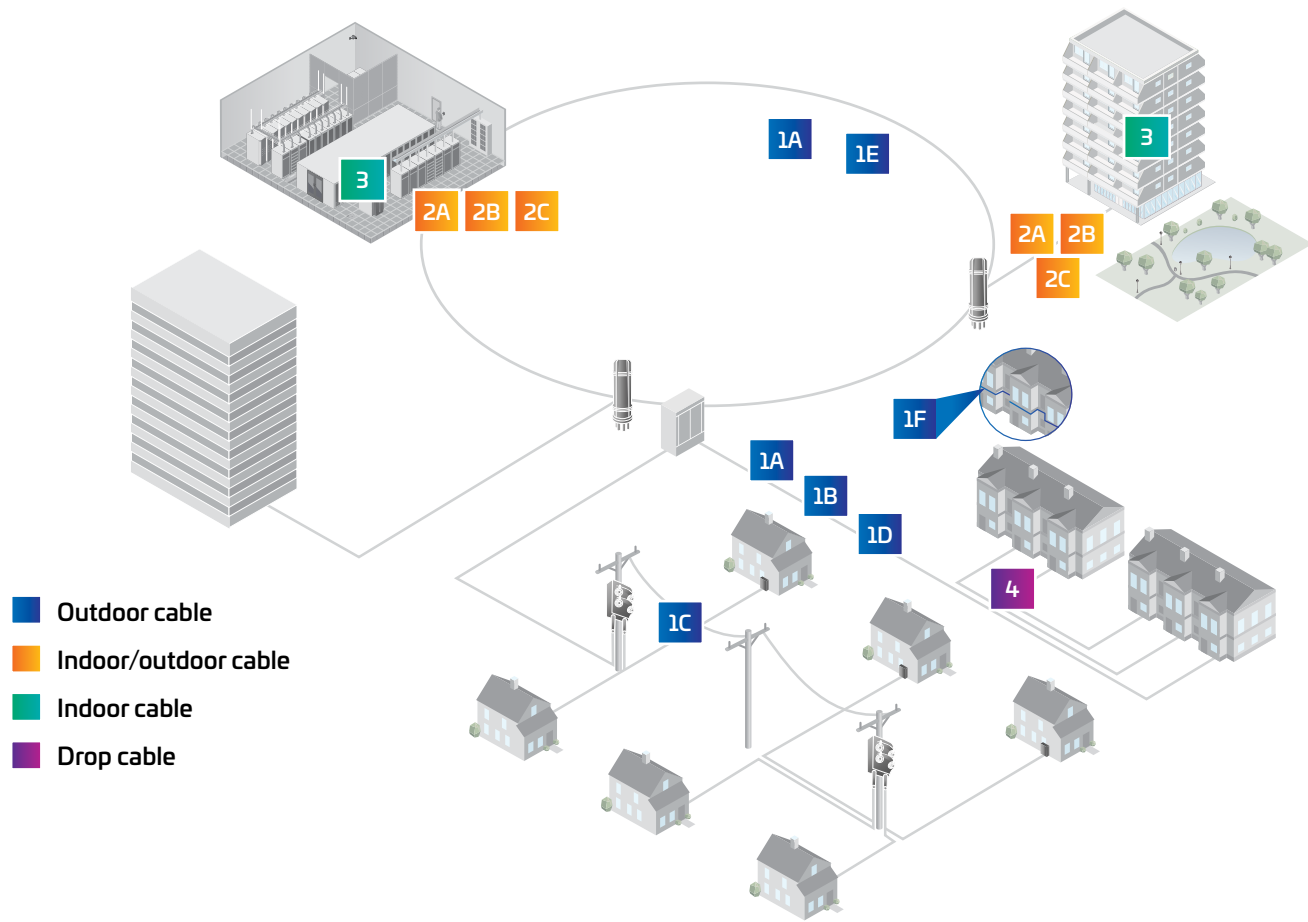 1A
1E
3
3
2A 2B 2C
2A 2B
2C
1F
1A
1B
1D
4
1C
Outdoor cable
Indoor/outdoor cable
Indoor cable
Drop cable